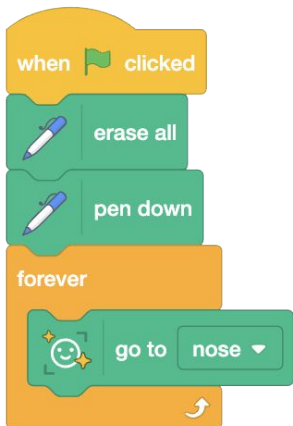 when clicked
erase all
pen down
forever
go to nose